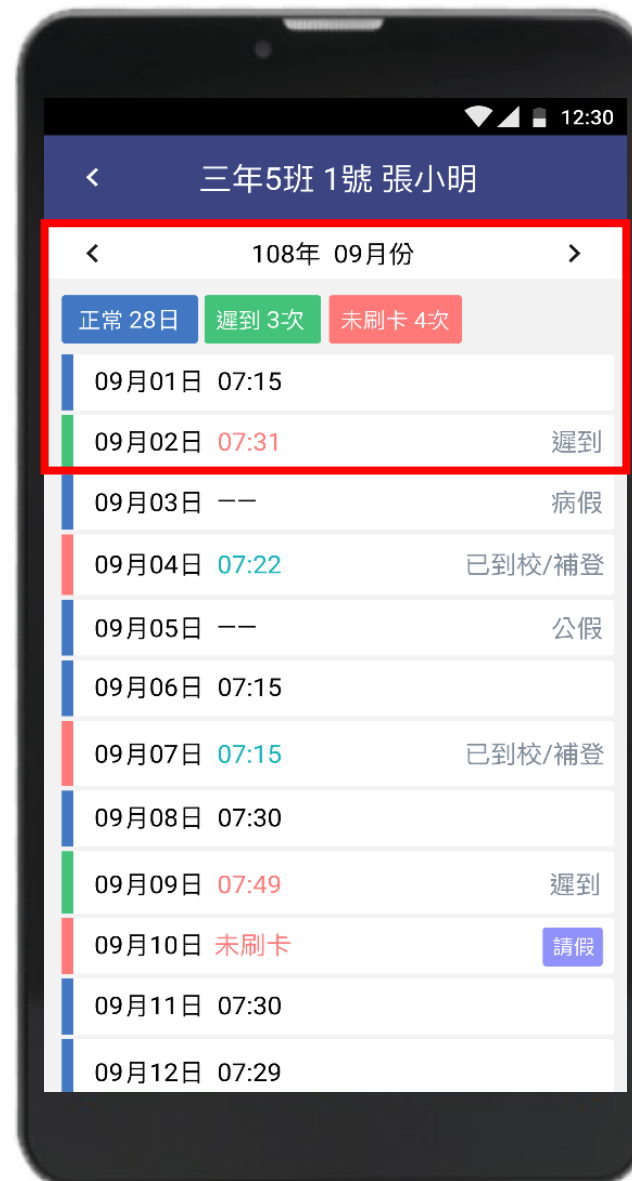 12:30
三年5班 1號 張小明
108年 09月份
正常 28日 遲到 3次 未刷卡 4次
09月01日 07:15
09月02日 07:31 遲到
09月03日 —— 病假
09月04日 07:22 已到校/補登
09月05日 —— 公假
09月06日 07:15
09月07日 07:15 已到校/補登
09月08日 07:30
09月09日 07:49 遲到
09月10日 未刷卡 請假
09月11日 07:30
09月12日 07:29